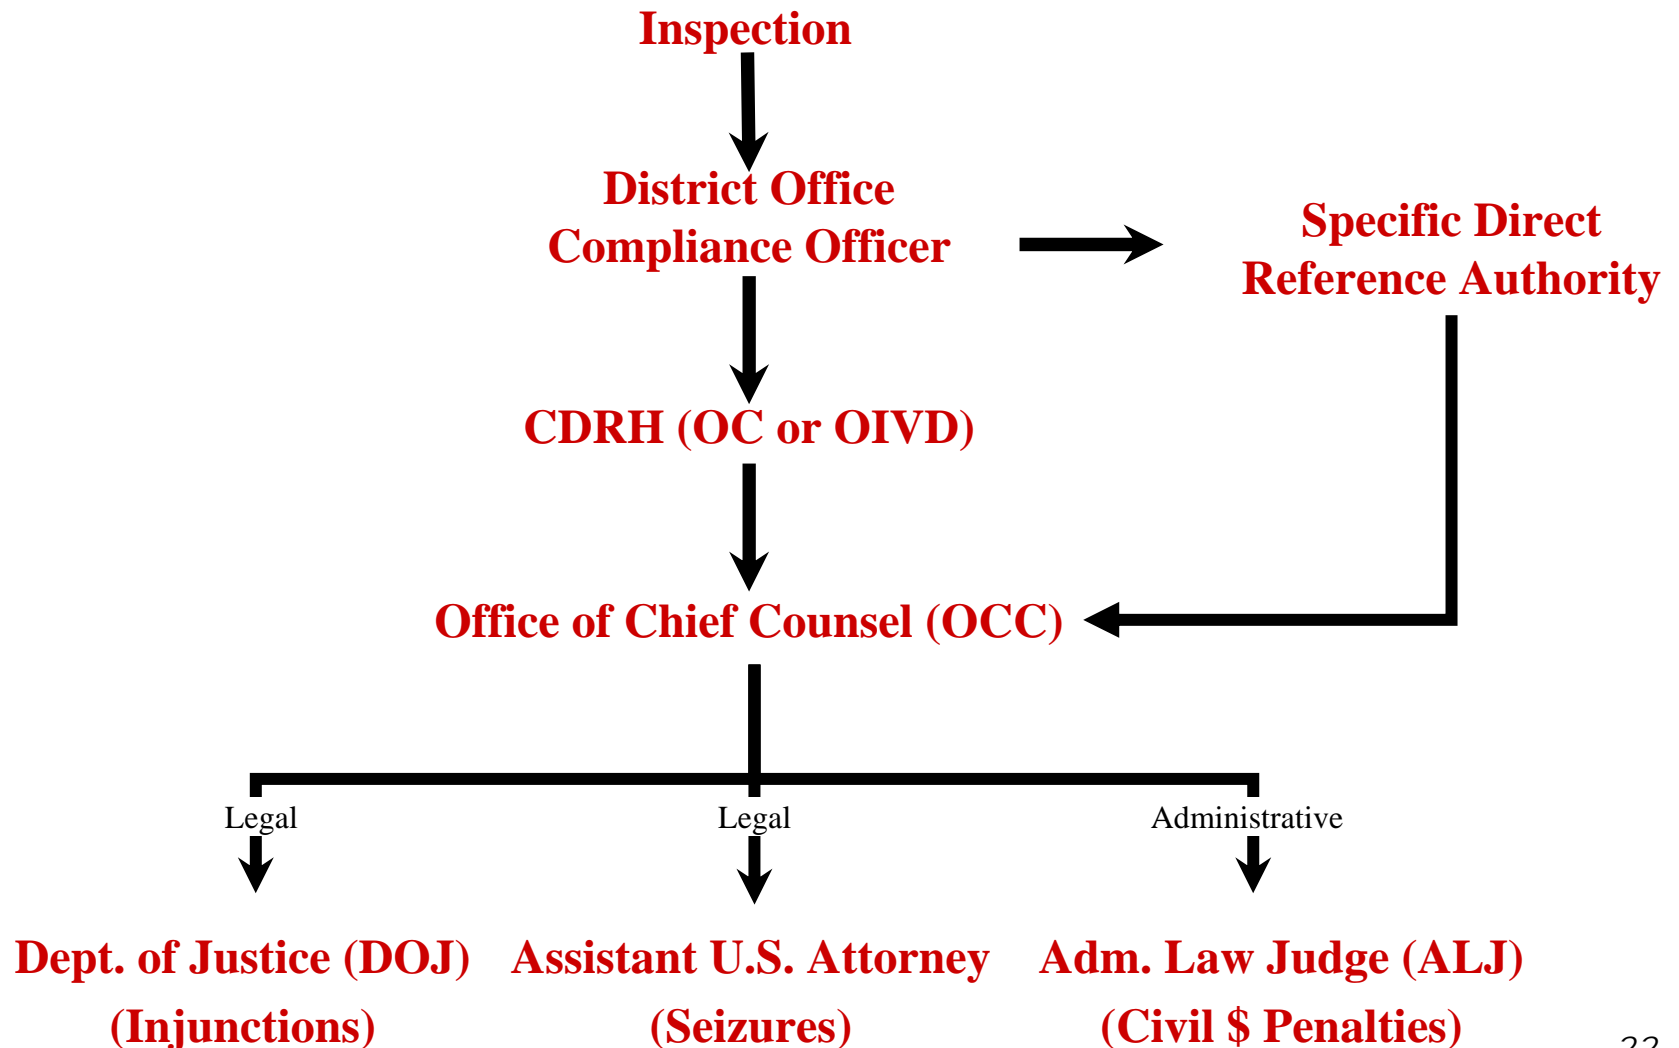 Inspection
District Office
Compliance Officer
Specific Direct
Reference Authority
CDRH (OC or OIVD)
Office of Chief Counsel (OCC)
Legal
Legal
Administrative
Dept. of Justice (DOJ)
Assistant U.S. Attorney
Adm. Law Judge (ALJ)
(Injunctions)
(Seizures)
(Civil $ Penalties)